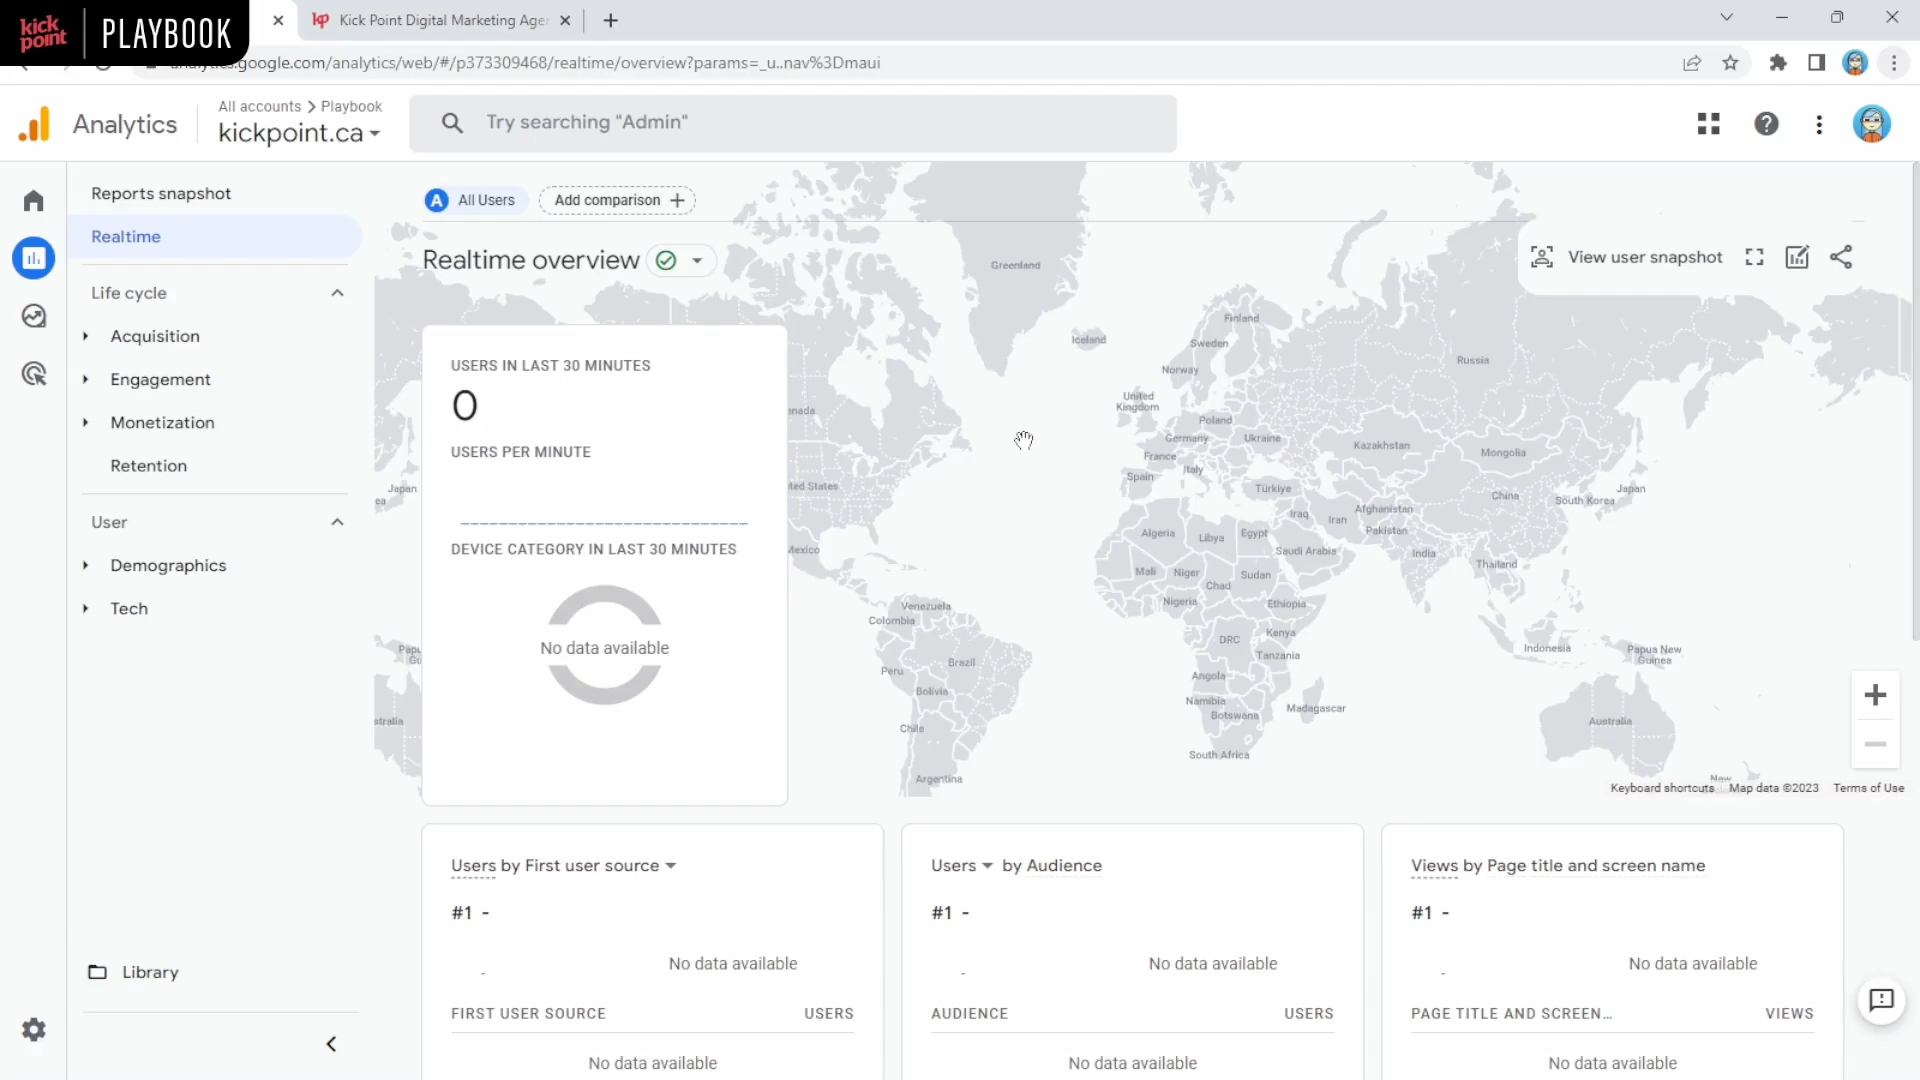 kick
point
PLAYBOOK
Kick Point Digital Marketing Age
analytics.google.com/analytics/web/#/p373309468/realtime/overview?params=_u..nav%3Dmaui
Analytics
All accounts > Playbook
kickpoint.ca
Try searching "Admin"
Reports snapshot
Realtime
Life cycle
Acquisition
Engagement
Monetization
Retention
User
Demographics
Tech
Library
A All Users
Add comparison +
Realtime overview
View user snapshot
USERS IN LAST 30 MINUTES
0
USERS PER MINUTE
DEVICE CATEGORY IN LAST 30 MINUTES
No data available
Greenland
Iceland
Finland
Sweden
Norway
Russia
United
Kingdom
Poland
Germany
Ukraine
France
Kazakhstan
Mongolia
Italy
Spain
Türkiye
Japan
ea
Japan
China
South Korea
nada
ited States
Mexico
Afghanistan
Iraq
Iran
Pakistan
Algeria
Libya
Egypt
Saudi Arabia
India
Thailand
Mali
Niger
Chad
Sudan
Nigeria
Ethiopia
Venezuela
Colombia
DRC
Kenya
Tanzania
Indonesia
Papua New
Guinea
Papu
Gu
Brazil
Peru
Bolivia
Angola
Namibia
Botswana
Madagascar
Chile
South Africa
Argentina
Australia
stralia
New
Keyboard shortcuts Map data ©2023 Terms of Use
Users by First user source
#1 -
-
No data available
FIRST USER SOURCE USERS
No data available
Users by Audience
#1 -
-
No data available
AUDIENCE USERS
No data available
Views by Page title and screen name
#1 -
-
No data available
PAGE TITLE AND SCREEN... VIEWS
No data available